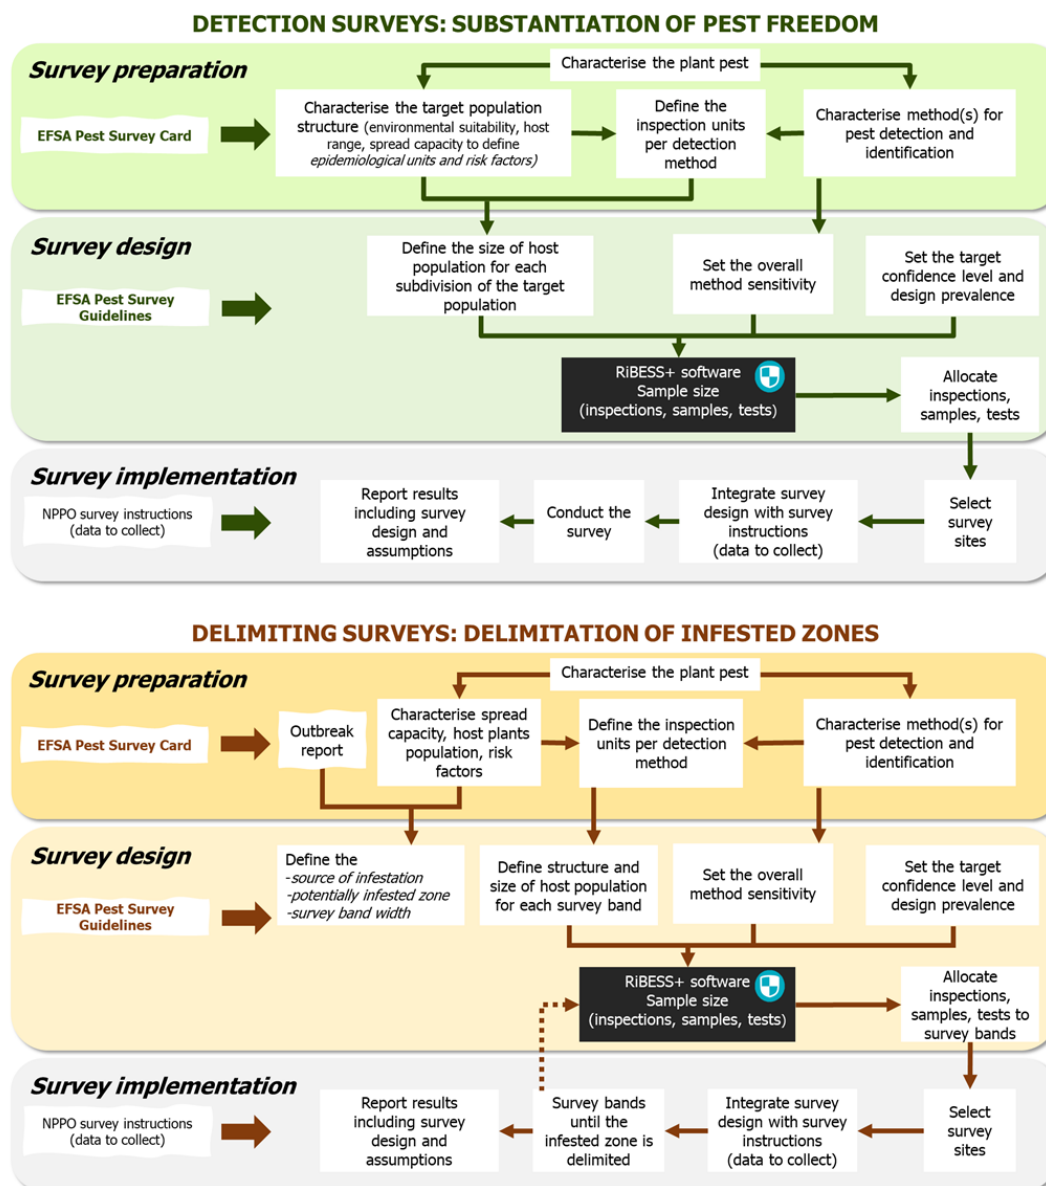 DETECTION SURVEYS: SUBSTANTIATION OF PEST FREEDOM
Survey preparation
Characterise the plant pest
EFSA Pest Survey Card
Characterise the target population
structure (environmental suitability, host
range, spread capacity to define
epidemiological units and risk factors)
Define the
inspection units
per detection
method
Characterise method(s) for
pest detection and
identification
Survey design
EFSA Pest Survey
Guidelines
Define the size of host
population for each
subdivision of the target
population
Set the overall
method sensitivity
Set the target
confidence level and
design prevalence
RiBESS+ software
Sample size
(inspections, samples, tests)
Allocate
inspections,
samples, tests
Survey implementation
NPPO survey instructions
(data to collect)
Report results
including survey
design and
assumptions
Conduct the
survey
Integrate survey
design with survey
instructions
(data to collect)
Select
survey
sites
DELIMITING SURVEYS: DELIMITATION OF INFESTED ZONES
Survey preparation
Characterise the plant pest
EFSA Pest Survey Card
Outbreak
report
Characterise spread
capacity, host plants
population, risk
factors
Define the inspection
units per detection
method
Characterise method(s) for
pest detection and
identification
Survey design
EFSA Pest Survey
Guidelines
Define the
-source of infestation
-potentially infested zone
-survey band width
Define structure and
size of host population
for each survey band
Set the overall
method sensitivity
Set the target
confidence level and
design prevalence
RiBESS+ software
Sample size
(inspections, samples, tests)
Allocate
inspections,
samples, tests to
survey bands
Survey implementation
NPPO survey instructions
(data to collect)
Report results
including survey
design and
assumptions
Survey bands
until the
infested zone is
delimited
Integrate survey
design with survey
instructions
(data to collect)
Select
survey
sites